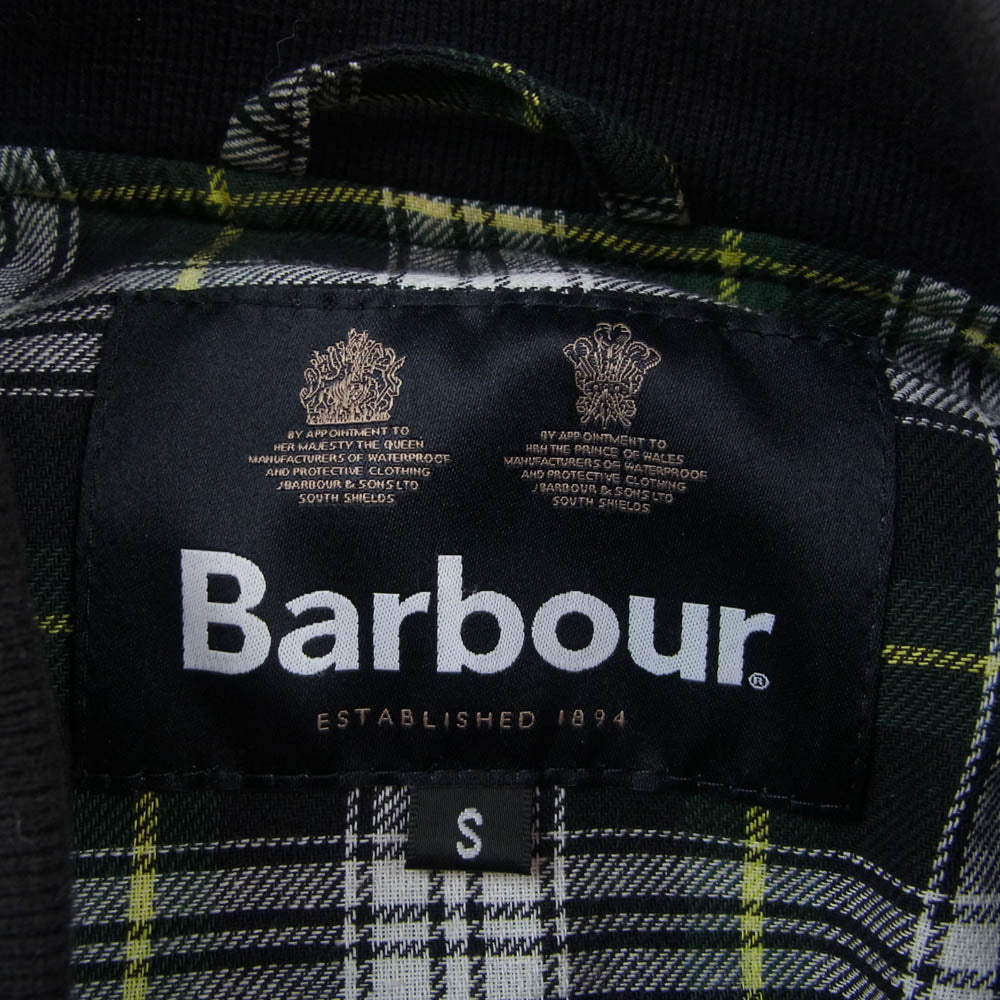 BY APPOINTMENT TO
HER MAJESTY THE QUEEN
MANUFACTURERS OF WATERPROOF
AND PROTECTIVE CLOTHING
J BARBOUR & SONS LTD
SOUTH SHIELDS
BY APPOINTMENT TO
HRH THE PRINCE OF WALES
MANUFACTURERS OF WATERPROOF
AND PROTECTIVE CLOTHING
J BARBOUR & SONS LTD
SOUTH SHIELDS
Barbour®
ESTABLISHED 1894
S